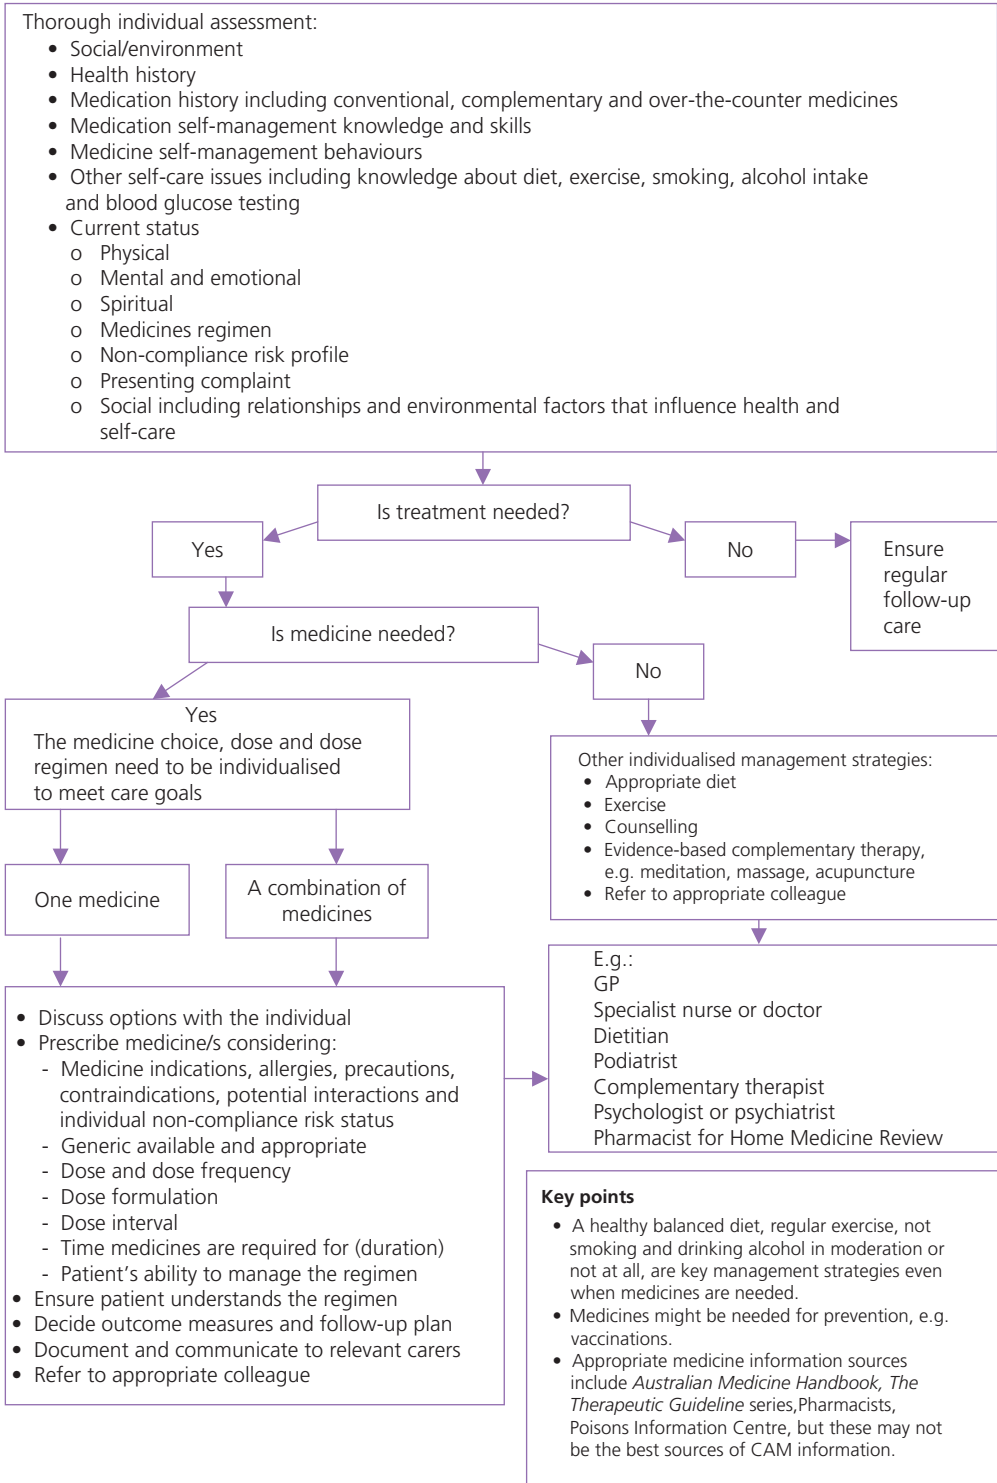 Thorough individual assessment:
• Social/environment
• Health history
• Medication history including conventional, complementary and over-the-counter medicines
• Medication self-management knowledge and skills
• Medicine self-management behaviours
• Other self-care issues including knowledge about diet, exercise, smoking, alcohol intake
and blood glucose testing
• Current status
o Physical
o Mental and emotional
o Spiritual
o Medicines regimen
o Non-compliance risk profile
o Presenting complaint
o Social including relationships and environmental factors that influence health and
self-care
Is treatment needed?
Yes
No
Ensure
regular
follow-up
care
Is medicine needed?
No
Yes
The medicine choice, dose and dose
regimen need to be individualised
to meet care goals
Other individualised management strategies:
• Appropriate diet
• Exercise
• Counselling
• Evidence-based complementary therapy,
e.g. meditation, massage, acupuncture
• Refer to appropriate colleague
One medicine
A combination of
medicines
E.g.:
GP
Specialist nurse or doctor
Dietitian
Podiatrist
Complementary therapist
Psychologist or psychiatrist
Pharmacist for Home Medicine Review
• Discuss options with the individual
• Prescribe medicine/s considering:
- Medicine indications, allergies, precautions,
contraindications, potential interactions and
individual non-compliance risk status
- Generic available and appropriate
- Dose and dose frequency
- Dose formulation
- Dose interval
- Time medicines are required for (duration)
- Patient's ability to manage the regimen
• Ensure patient understands the regimen
• Decide outcome measures and follow-up plan
• Document and communicate to relevant carers
• Refer to appropriate colleague
Key points
• A healthy balanced diet, regular exercise, not
smoking and drinking alcohol in moderation or
not at all, are key management strategies even
when medicines are needed.
• Medicines might be needed for prevention, e.g.
vaccinations.
• Appropriate medicine information sources
include Australian Medicine Handbook, The
Therapeutic Guideline series,Pharmacists,
Poisons Information Centre, but these may not
be the best sources of CAM information.